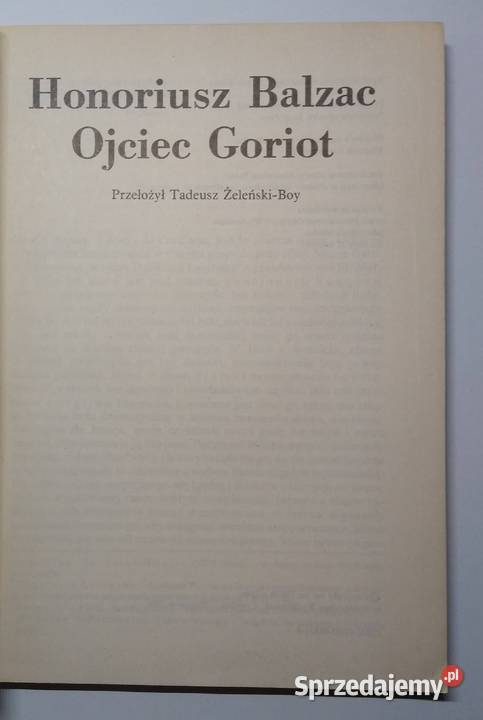 Honoriusz Balzac
Ojciec Goriot
Przełożył Tadeusz Żeleński-Boy
Sprzedajemy.pl